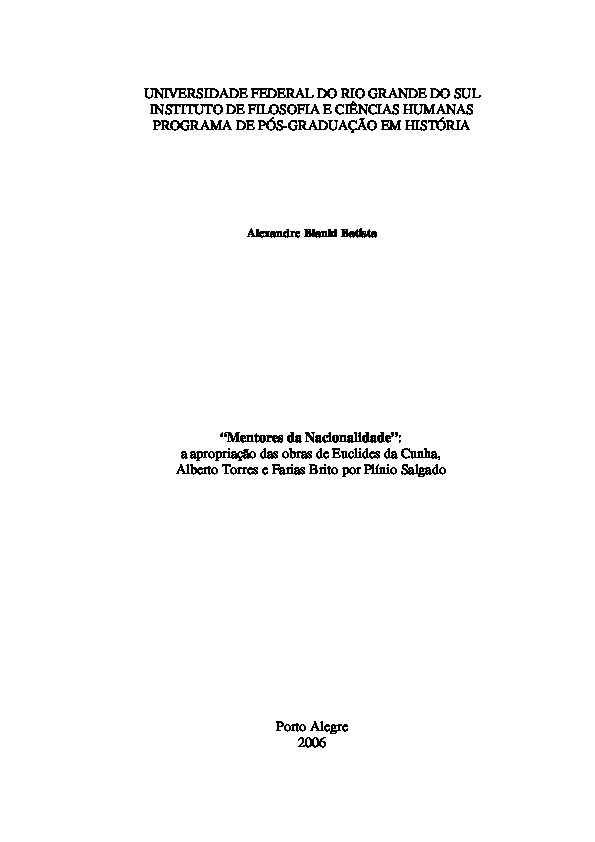 UNIVERSIDADE FEDERAL DO RIO GRANDE DO SUL
INSTITUTO DE FILOSOFIA E CIÊNCIAS HUMANAS
PROGRAMA DE PÓS-GRADUAÇÃO EM HISTÓRIA
Alexandre Blankl Batista
“Mentores da Nacionalidade”:
a apropriação das obras de Euclides da Cunha,
Alberto Torres e Farias Brito por Plínio Salgado
Porto Alegre
2006